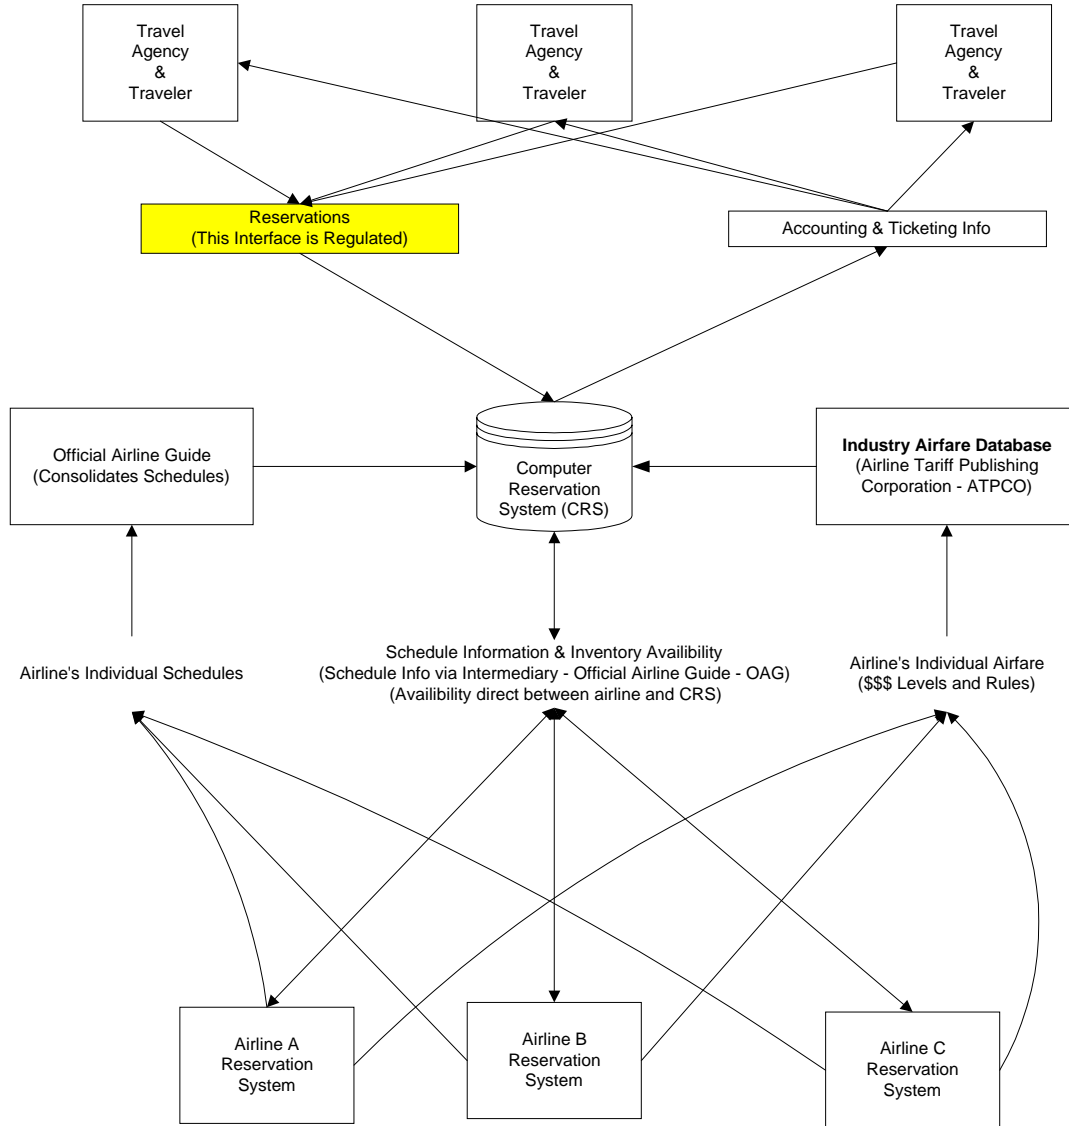 Travel
Agency
&
Traveler
Travel
Agency
&
Traveler
Travel
Agency
&
Traveler
Reservations
(This Interface is Regulated)
Accounting & Ticketing Info
Official Airline Guide
(Consolidates Schedules)
Computer
Reservation
System (CRS)
Industry Airfare Database
(Airline Tariff Publishing
Corporation - ATPCO)
Airline's Individual Schedules
Schedule Information & Inventory Availibility
(Schedule Info via Intermediary - Official Airline Guide - OAG)
(Availibility direct between airline and CRS)
Airline's Individual Airfare
($$$ Levels and Rules)
Airline A
Reservation
System
Airline B
Reservation
System
Airline C
Reservation
System